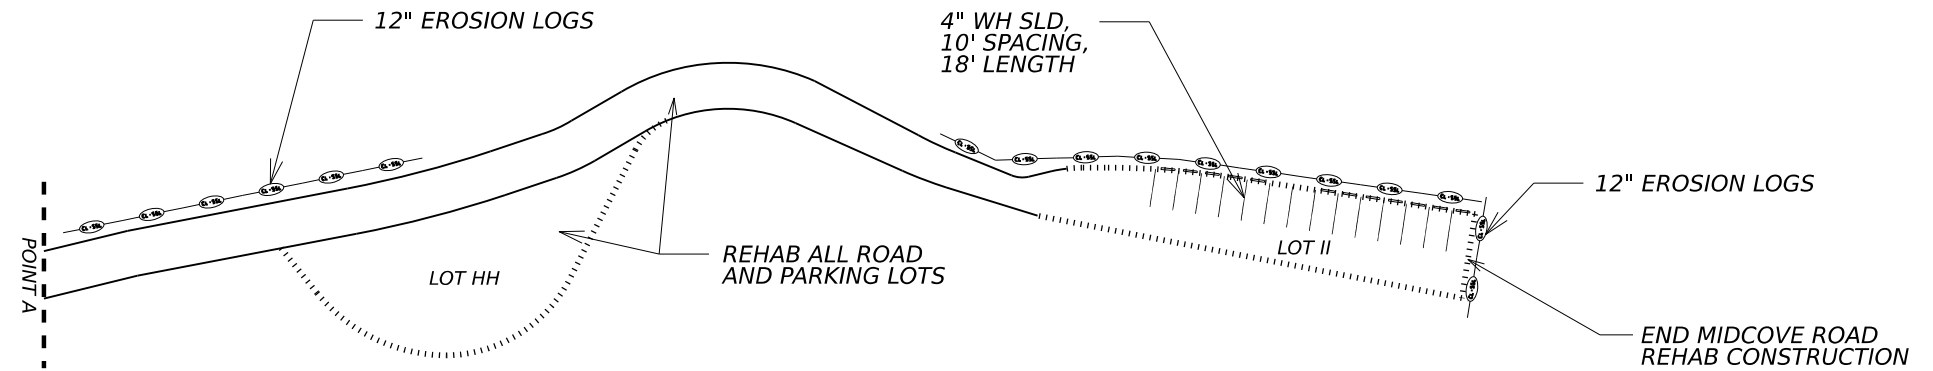 12" EROSION LOGS
4" WH SLD,
10' SPACING,
18' LENGTH
12" EROSION LOGS
POINT A
LOT HH
REHAB ALL ROAD
AND PARKING LOTS
LOT II
END MIDCOVE ROAD
REHAB CONSTRUCTION